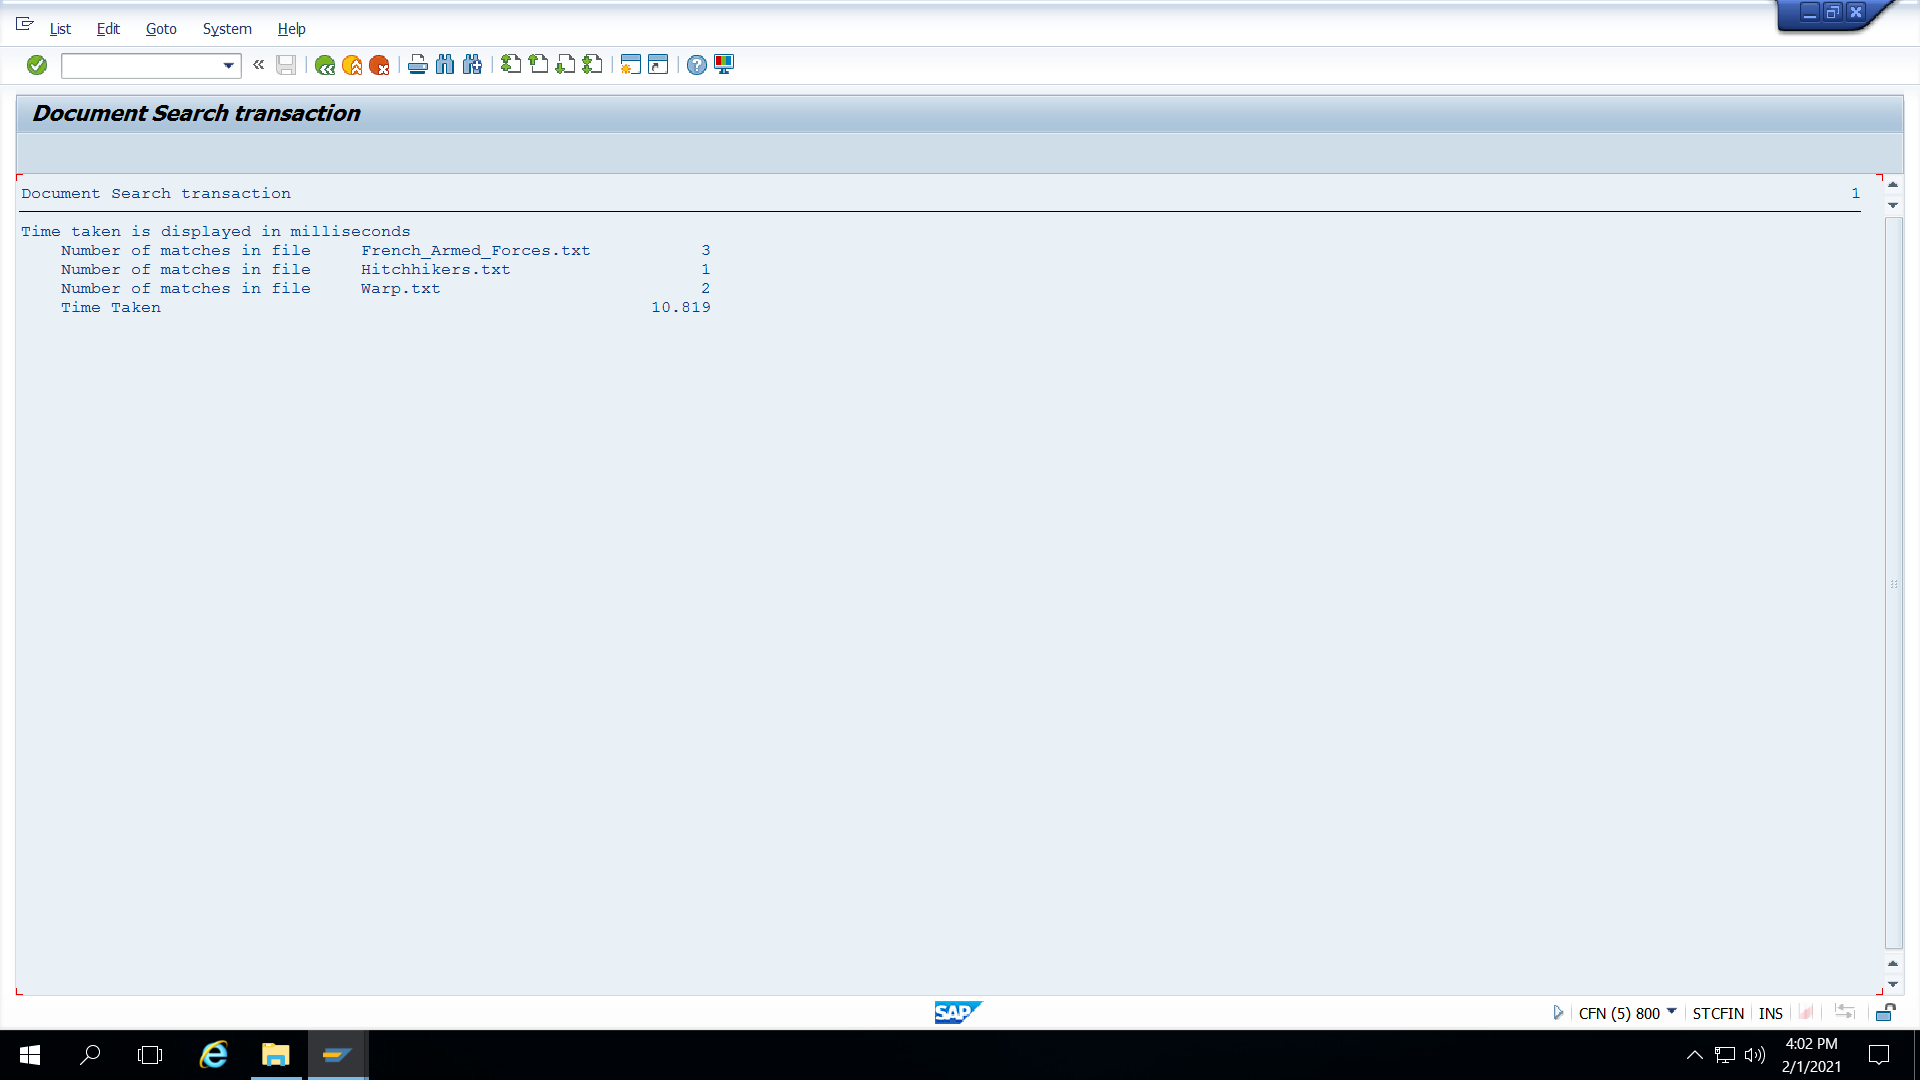 List Edit Goto System Help
Document Search transaction
Document Search transaction 1
Time taken is displayed in milliseconds
Number of matches in file French_Armed_Forces.txt 3
Number of matches in file Hitchhikers.txt 1
Number of matches in file Warp.txt 2
Time Taken 10.819
SAP
CFN (5) 800 STCFIN INS
4:02 PM
2/1/2021